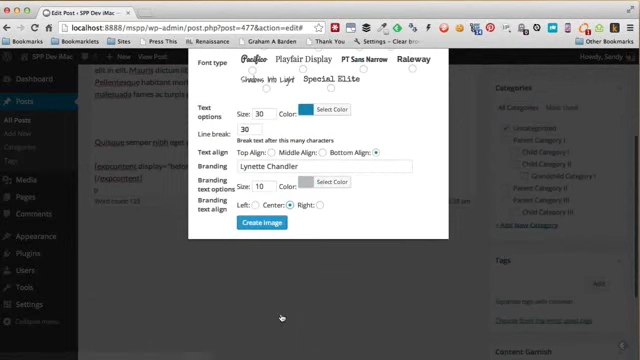 Edit Post ‹ SPP Dev iMac
localhost:8888/mspp/wp-admin/post.php?post=477&action=edit#
Bookmarks Bookmarklets Sites Press This RL Renaissance Graham A Borden Thank You Settings – Clear brow… Other Bookmarks
SPP Dev iMac New View Post Howdy, Sandy
Dashboard
Posts
All Posts
Add New
Categories
Tags
Media
Pages
Comments
Appearance
Plugins
Users
Tools
Settings
Collapse menu
Font type
Pacifico Playfair Display PT Sans Narrow Raleway
Shadows Into Light Special Elite
Text options
Size: 30 Color: Select Color
Line break: 30
Break text after this many characters
Text align Top Align: Middle Align: Bottom Align:
Branding Lynette Chandler
Branding text options Size: 10 Color: Select Color
Branding text align Left: Center: Right:
Create Image
[/expcontent]
p
Categories
All Categories Most Used
Uncategorized
Parent Category I
Child Category I
Child Category II
Grandchild Category I
Parent Category II
Parent Category III
+ Add New Category
Tags
Add
Separate tags with commas
Choose from the most used tags
Content Garnish